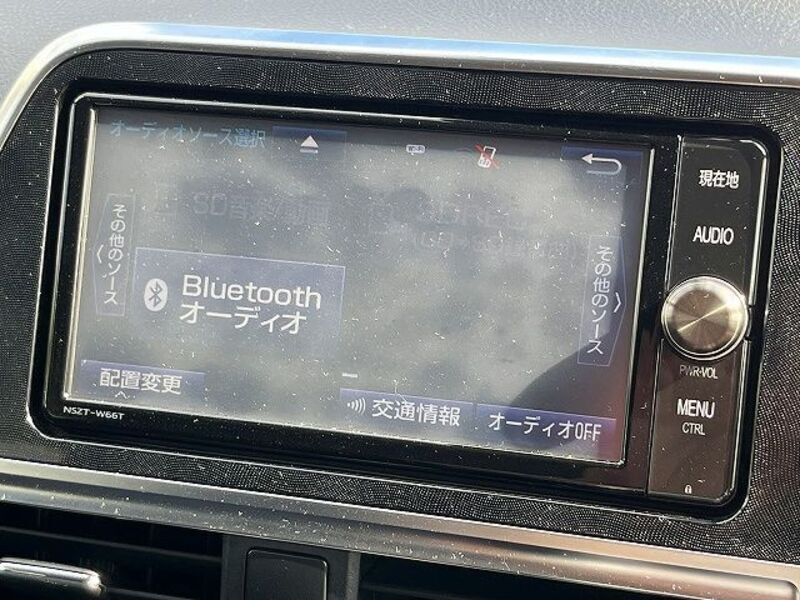 オーディオソース選択
Wi-Fi
現在地
その他のソース
その他のソース
AUDIO
Bluetooth
オーディオ
PWR·VOL
配置変更
交通情報
オーディオOFF
MENU
CTRL
NSZT-W66T